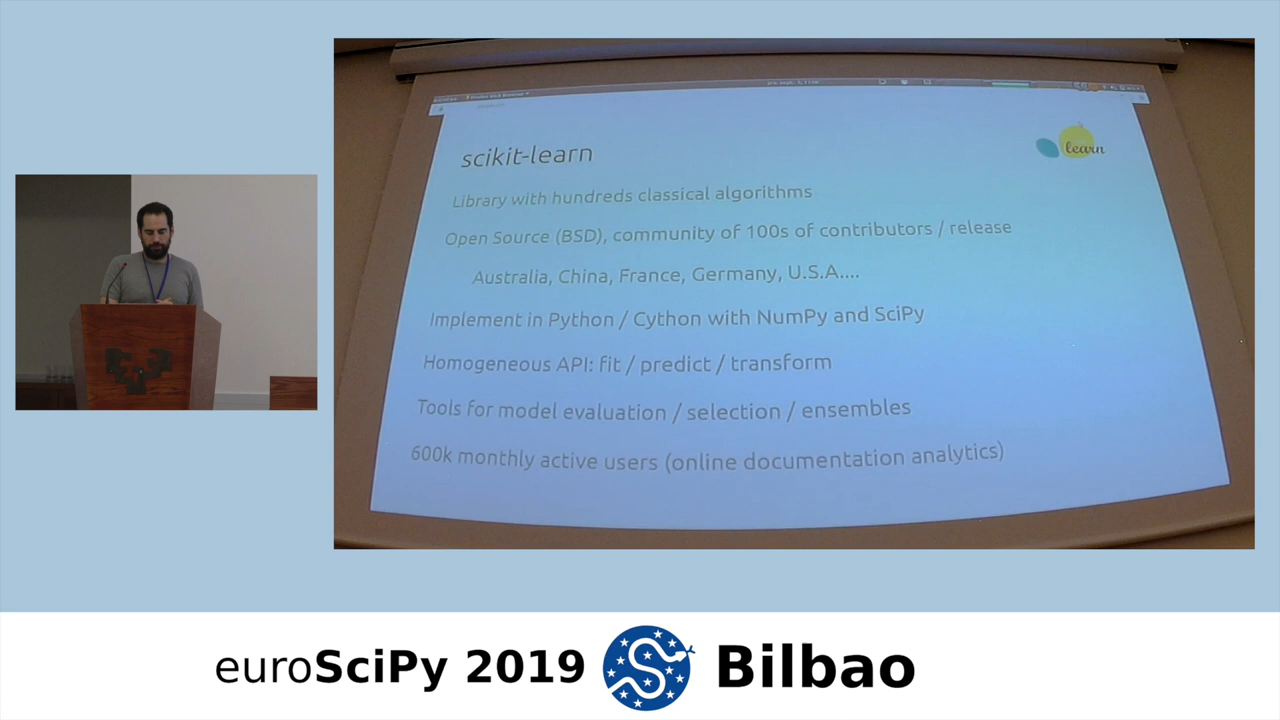 scikit-learn
learn
Library with hundreds classical algorithms
Open Source (BSD), community of 100s of contributors / release
Australia, China, France, Germany, U.S.A....
Implement in Python / Cython with NumPy and SciPy
Homogeneous API: fit / predict / transform
Tools for model evaluation / selection / ensembles
600k monthly active users (online documentation analytics)
euroSciPy 2019 Bilbao